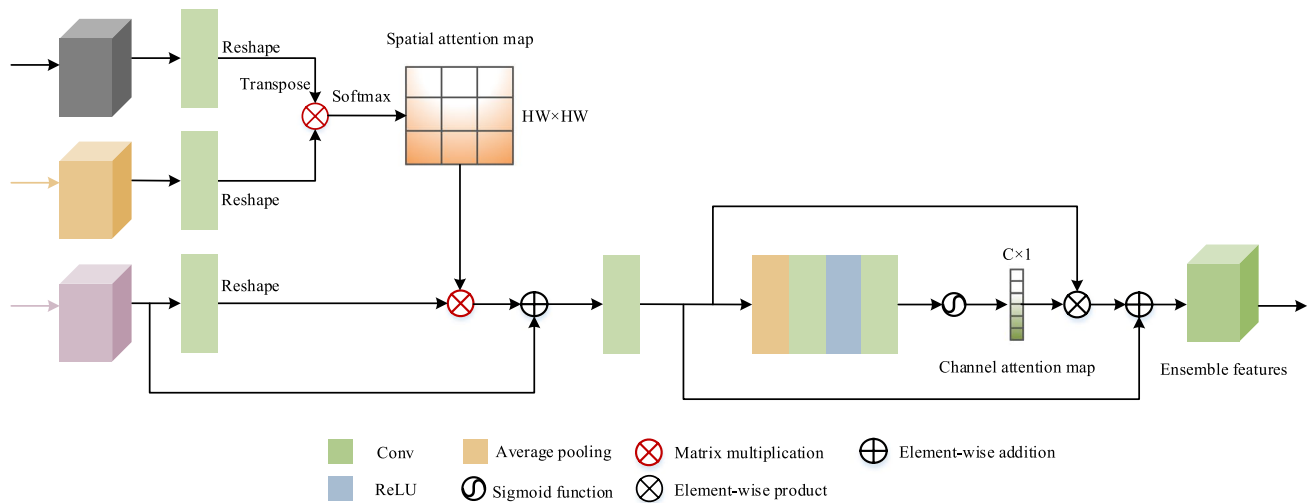 Reshape
Spatial attention map
Transpose
Softmax
HW×HW
Reshape
Reshape
C×1
Channel attention map
Ensemble features
Conv
Average pooling
Matrix multiplication
Element-wise addition
ReLU
Sigmoid function
Element-wise product